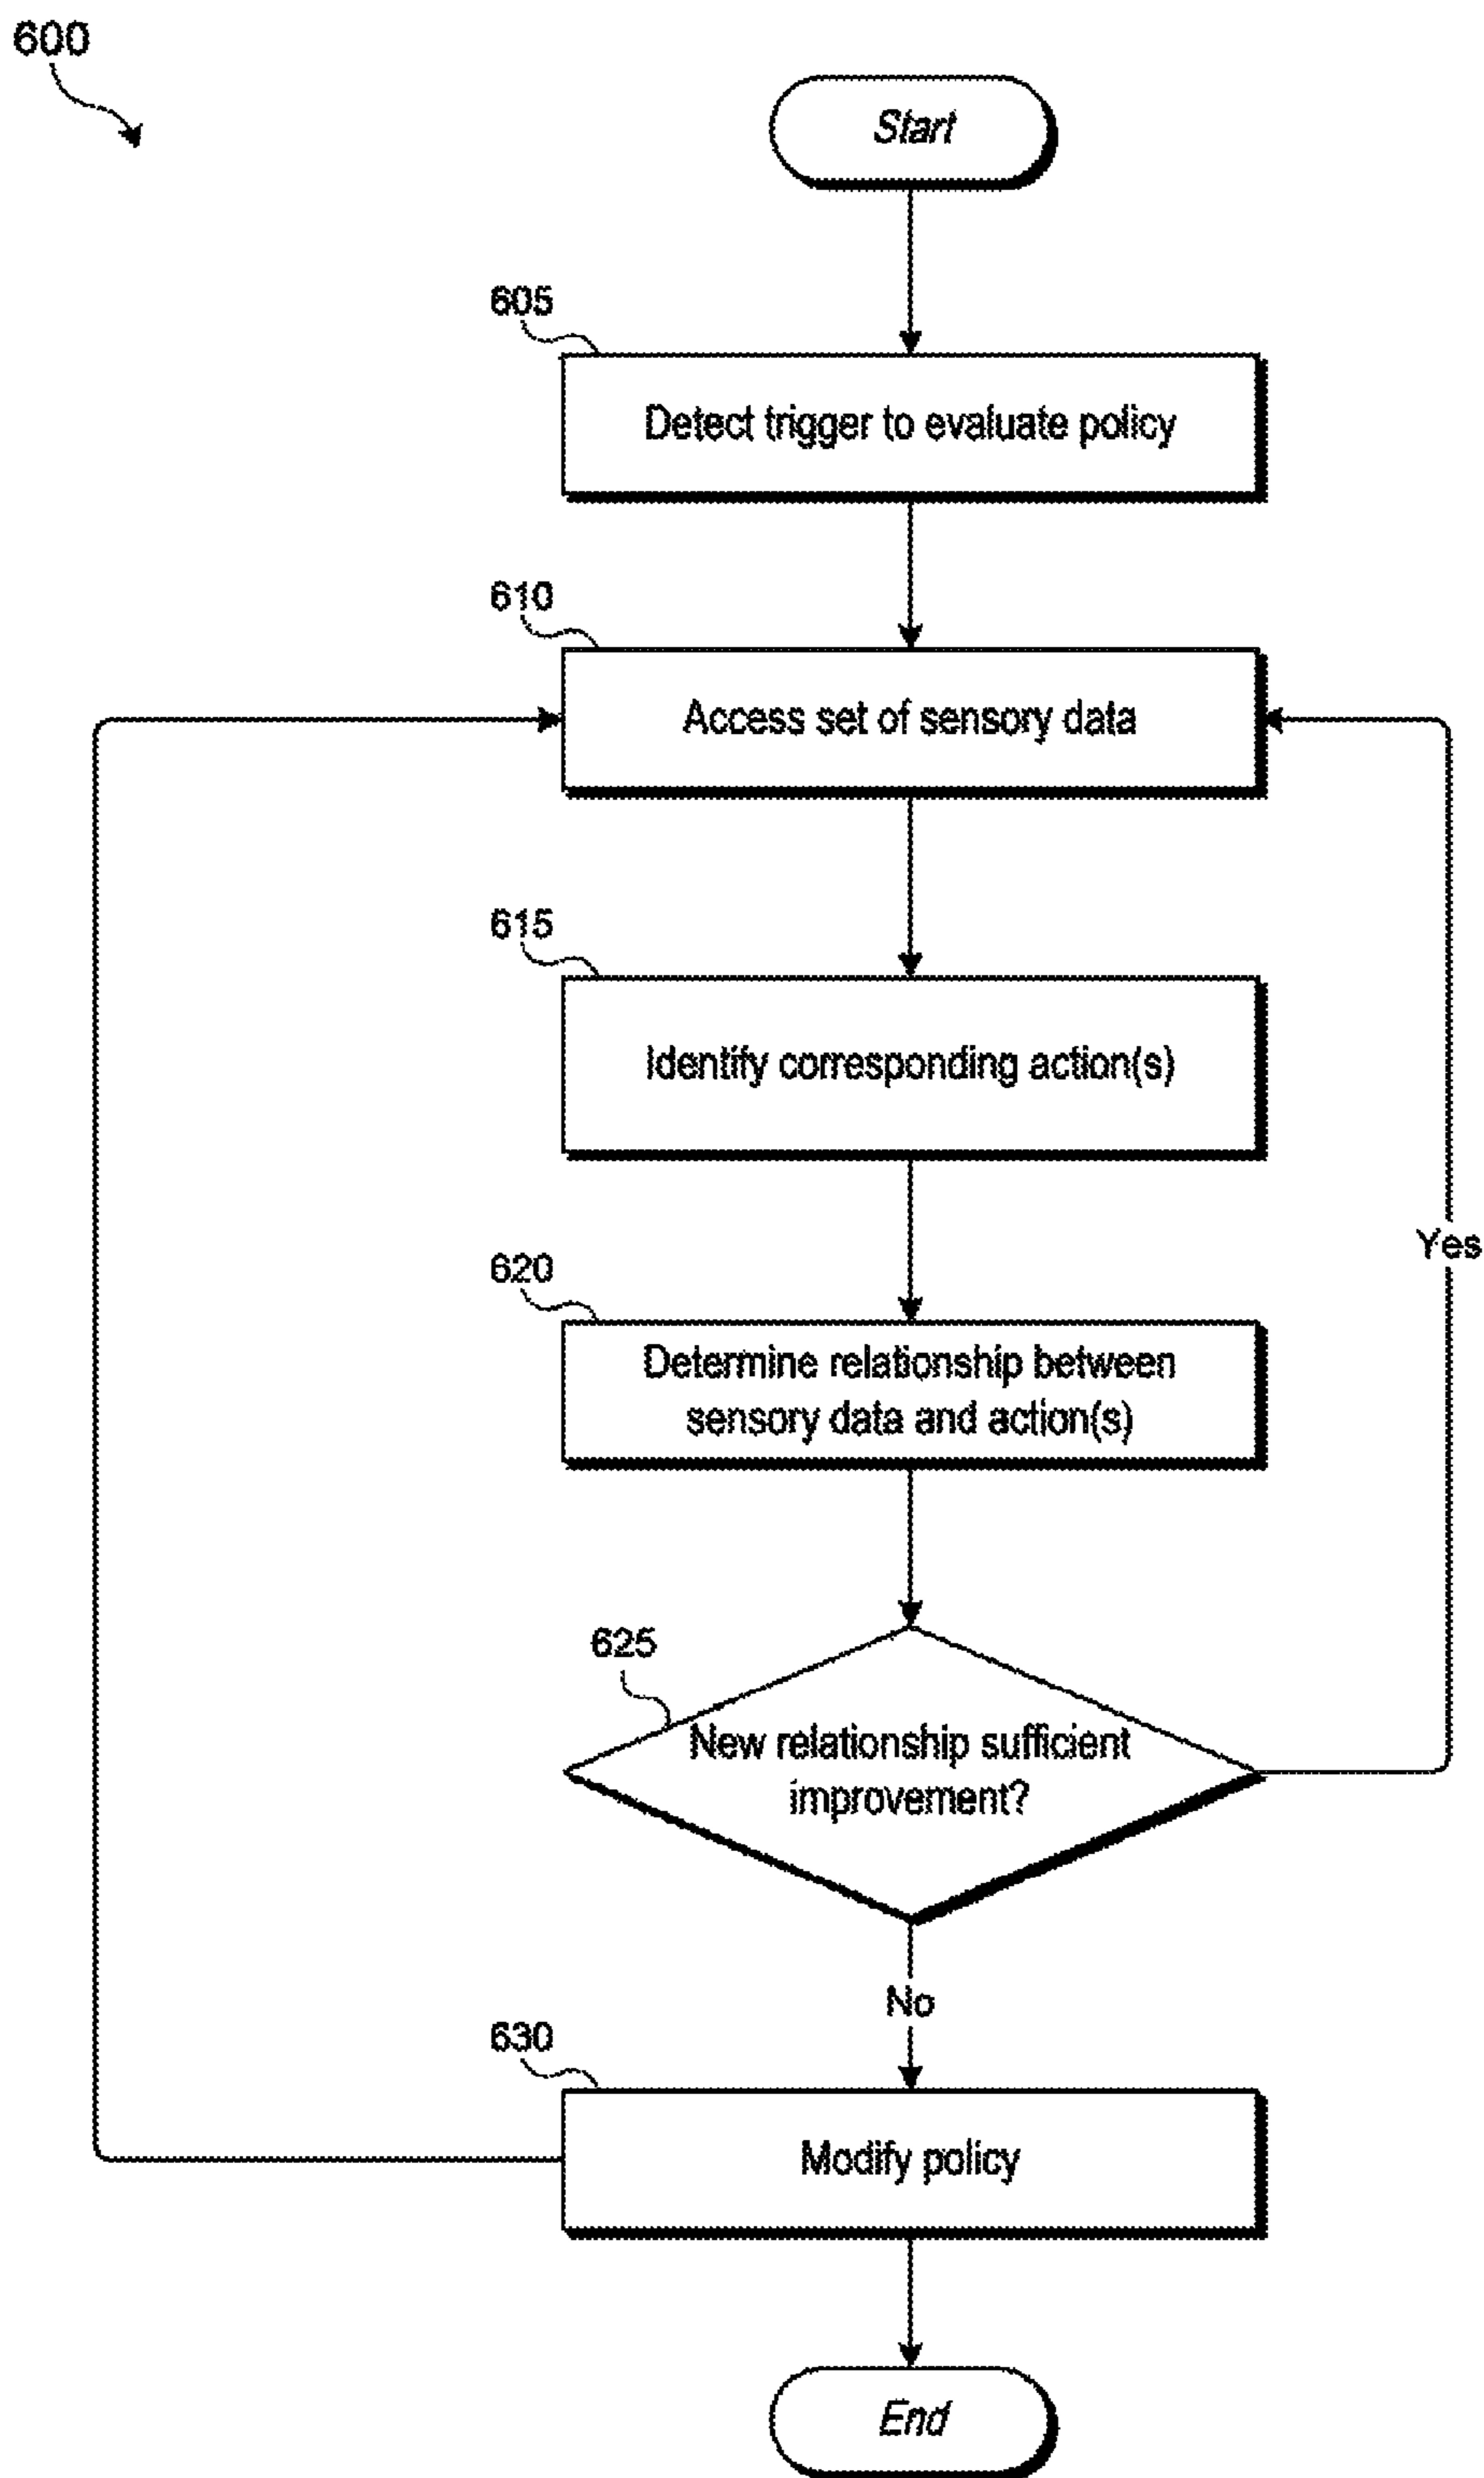 600
Start
605
Detect trigger to evaluate policy
610
Access set of sensory data
615
Identify corresponding action(s)
Yes
620
Determine relationship between
sensory data and action(s)
625
New relationship sufficient
improvement?
No
630
Modify policy
End